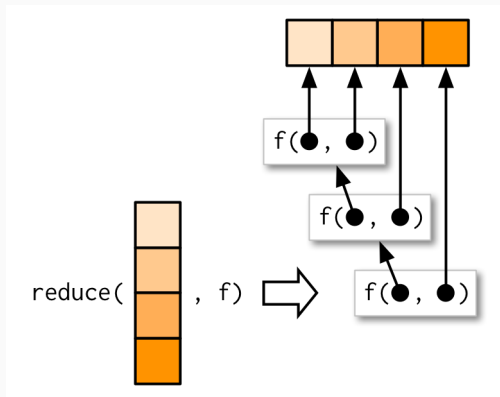 f( , )
f( , )
reduce( , f)
f( , )